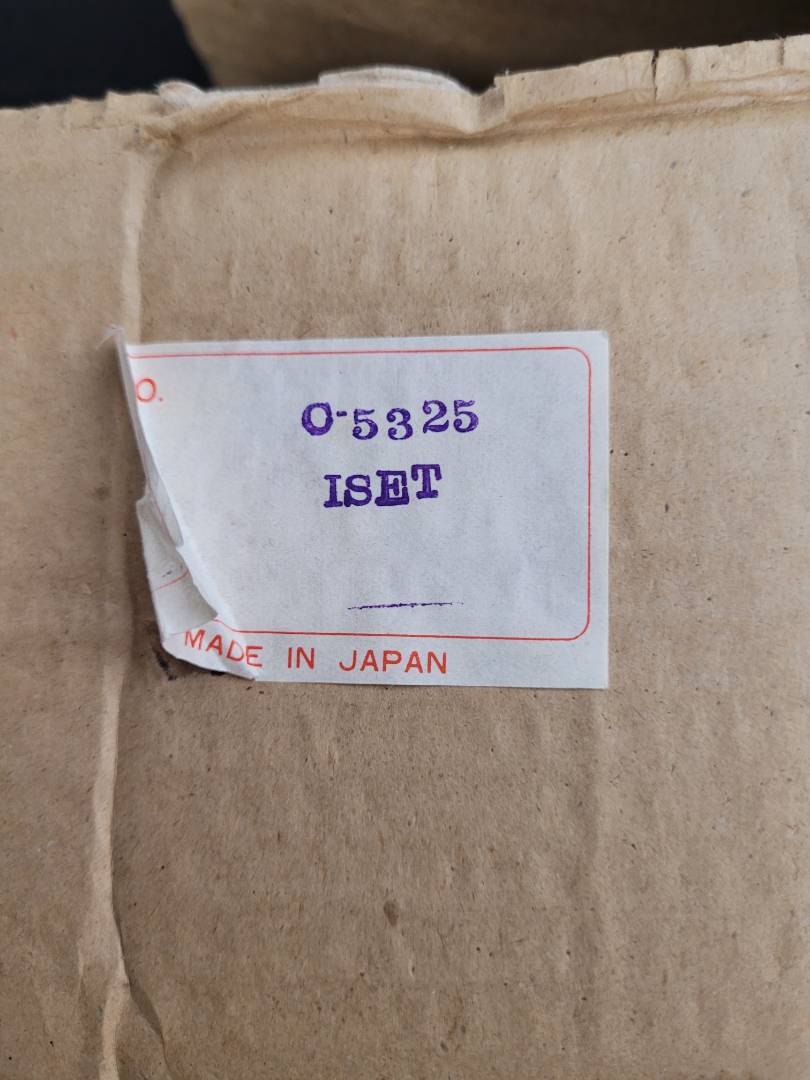 O.
O-5325
ISET
MADE IN JAPAN